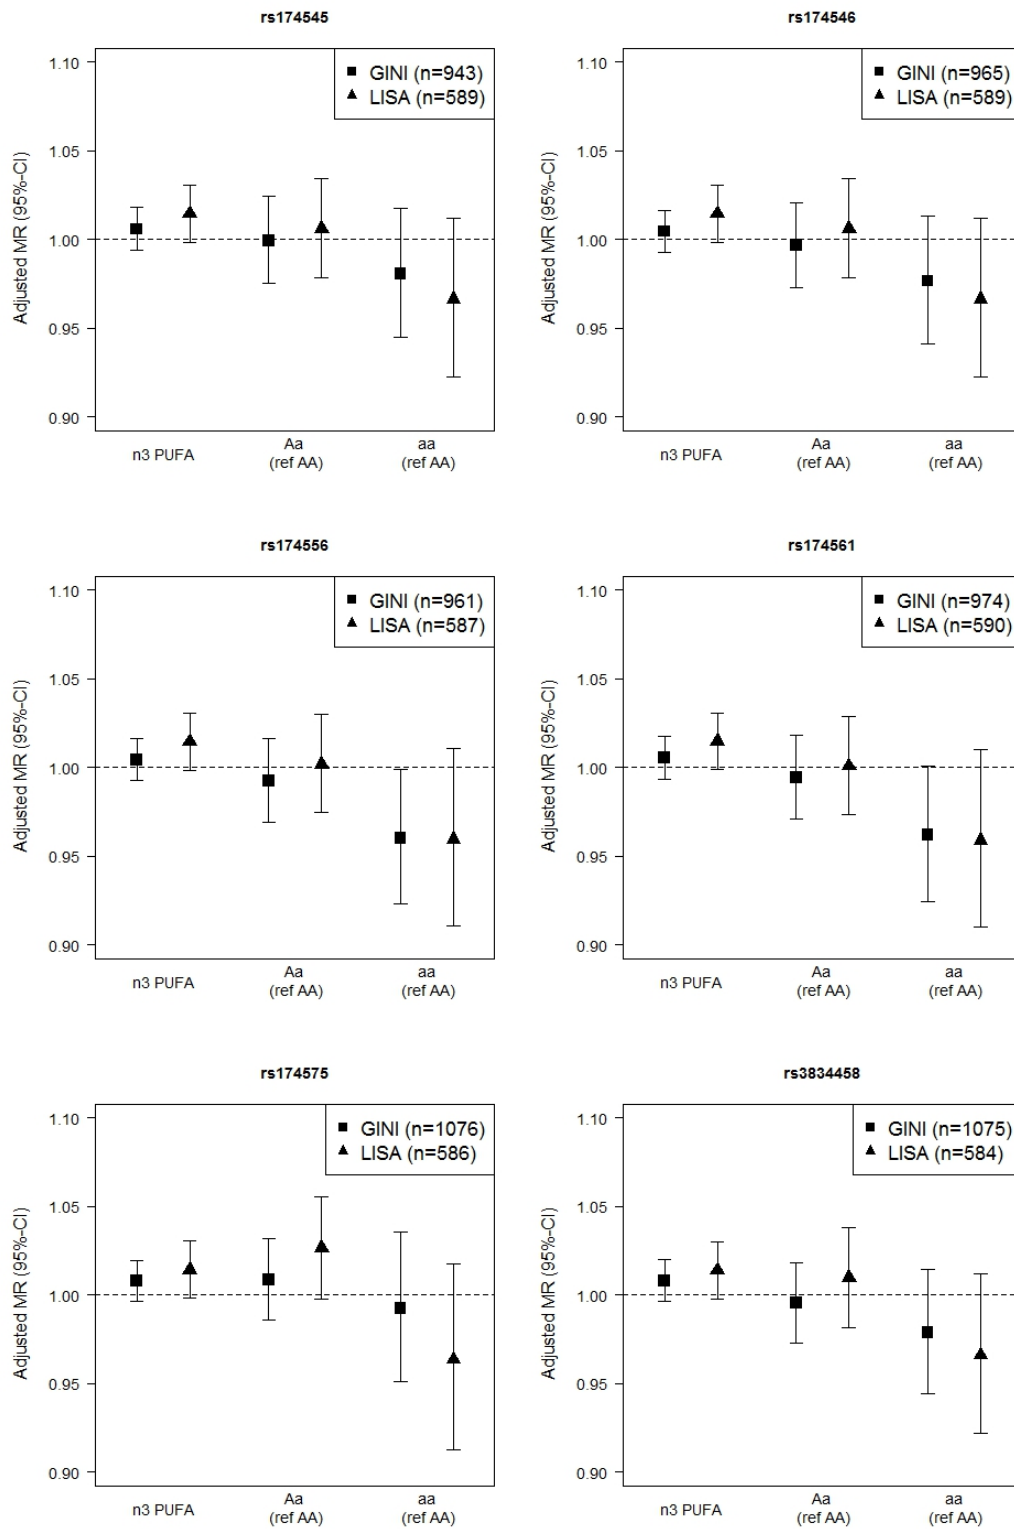 rs174545
GINI (n=943)
LISA (n=589)
Adjusted MR (95%-CI)
1.10
1.05
1.00
0.95
0.90
n3 PUFA
Aa
(ref AA)
aa
(ref AA)
rs174546
GINI (n=965)
LISA (n=589)
Adjusted MR (95%-CI)
1.10
1.05
1.00
0.95
0.90
n3 PUFA
Aa
(ref AA)
aa
(ref AA)
rs174556
GINI (n=961)
LISA (n=587)
Adjusted MR (95%-CI)
1.10
1.05
1.00
0.95
0.90
n3 PUFA
Aa
(ref AA)
aa
(ref AA)
rs174561
GINI (n=974)
LISA (n=590)
Adjusted MR (95%-CI)
1.10
1.05
1.00
0.95
0.90
n3 PUFA
Aa
(ref AA)
aa
(ref AA)
rs174575
GINI (n=1076)
LISA (n=586)
Adjusted MR (95%-CI)
1.10
1.05
1.00
0.95
0.90
n3 PUFA
Aa
(ref AA)
aa
(ref AA)
rs3834458
GINI (n=1075)
LISA (n=584)
Adjusted MR (95%-CI)
1.10
1.05
1.00
0.95
0.90
n3 PUFA
Aa
(ref AA)
aa
(ref AA)